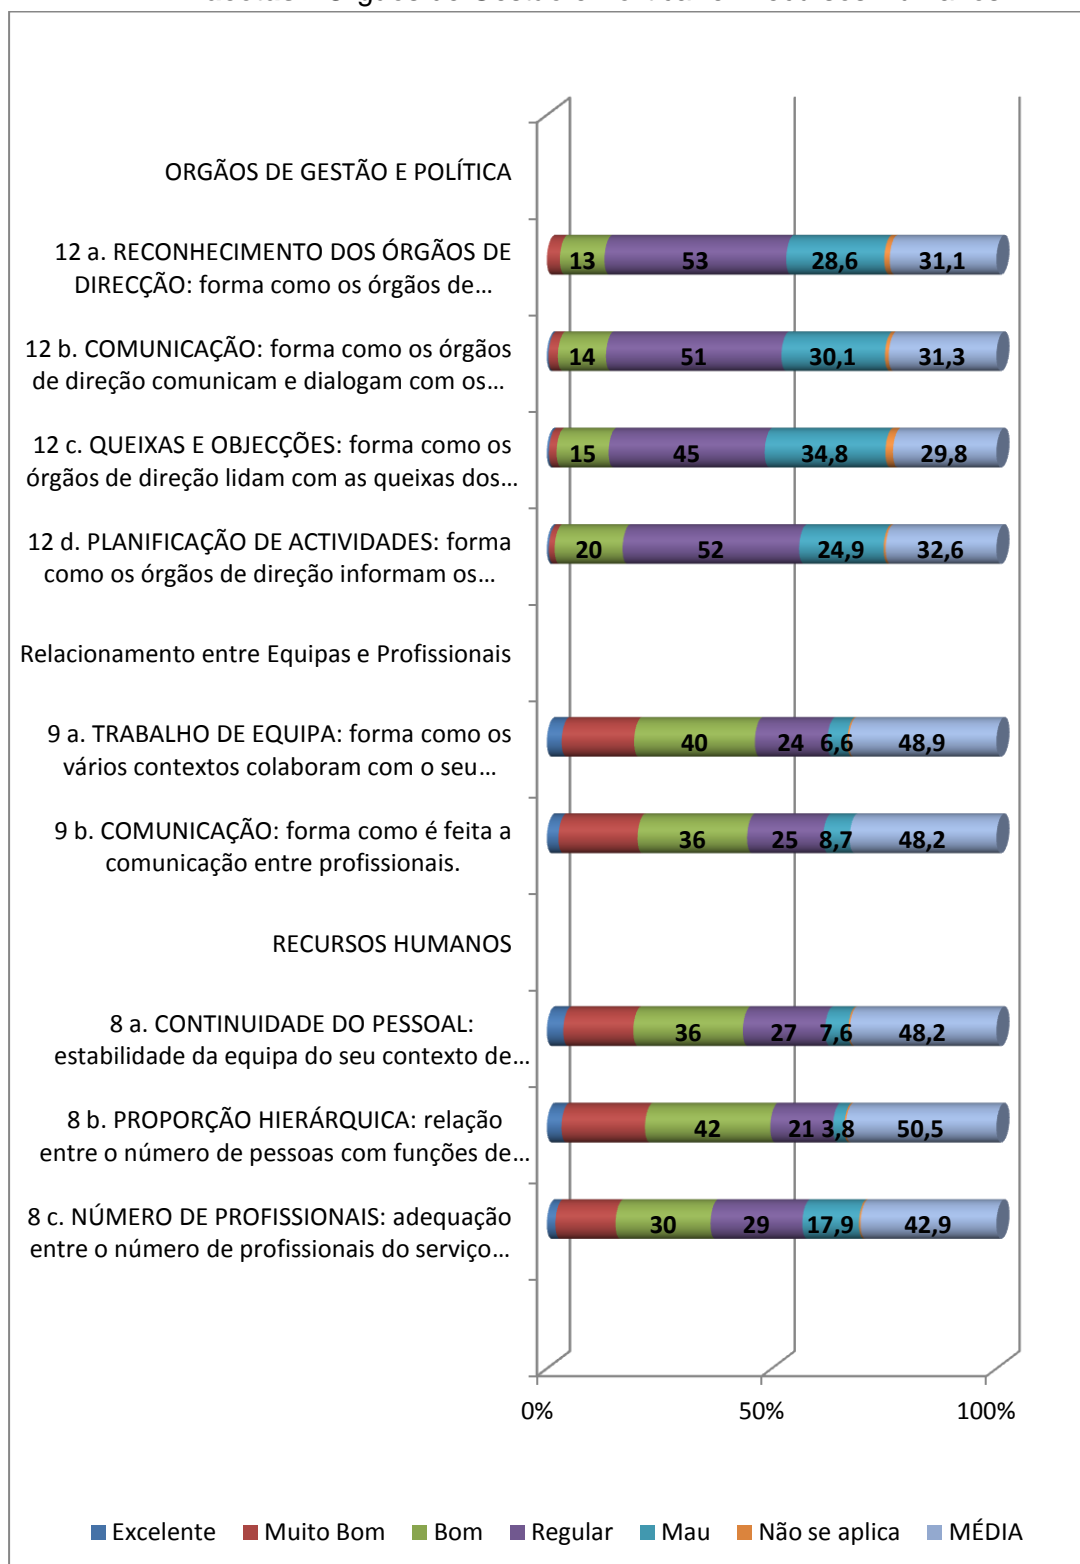 ORGÃOS DE GESTÃO E POLÍTICA
12 a. RECONHECIMENTO DOS ÓRGÃOS DE
DIRECÇÃO: forma como os órgãos de…
13 53 28,6 31,1
12 b. COMUNICAÇÃO: forma como os órgãos
de direção comunicam e dialogam com os…
14 51 30,1 31,3
12 c. QUEIXAS E OBJECÇÕES: forma como os
órgãos de direção lidam com as queixas dos…
15 45 34,8 29,8
12 d. PLANIFICAÇÃO DE ACTIVIDADES: forma
como os órgãos de direção informam os…
20 52 24,9 32,6
Relacionamento entre Equipas e Profissionais
9 a. TRABALHO DE EQUIPA: forma como os
vários contextos colaboram com o seu…
40 24 6,6 48,9
9 b. COMUNICAÇÃO: forma como é feita a
comunicação entre profissionais.
36 25 8,7 48,2
RECURSOS HUMANOS
8 a. CONTINUIDADE DO PESSOAL:
estabilidade da equipa do seu contexto de…
36 27 7,6 48,2
8 b. PROPORÇÃO HIERÁRQUICA: relação
entre o número de pessoas com funções de…
42 21 3,8 50,5
8 c. NÚMERO DE PROFISSIONAIS: adequação
entre o número de profissionais do serviço…
30 29 17,9 42,9
0% 50% 100%
Excelente Muito Bom Bom Regular Mau Não se aplica MÉDIA